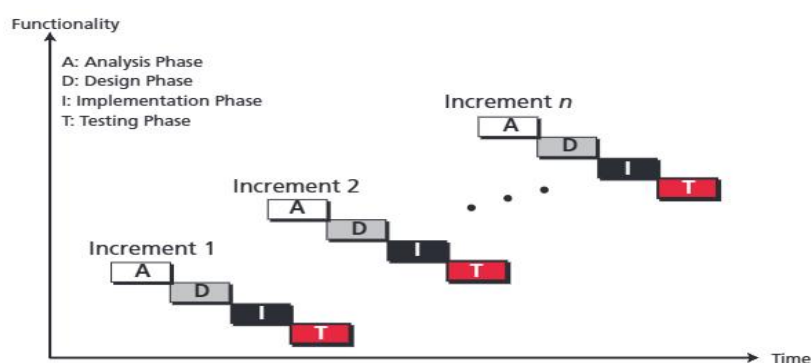 Functionality
A: Analysis Phase
D: Design Phase
I: Implementation Phase
T: Testing Phase
Increment n
A
D
I
T
Increment 2
A
D
I
T
Increment 1
A
D
I
T
Time